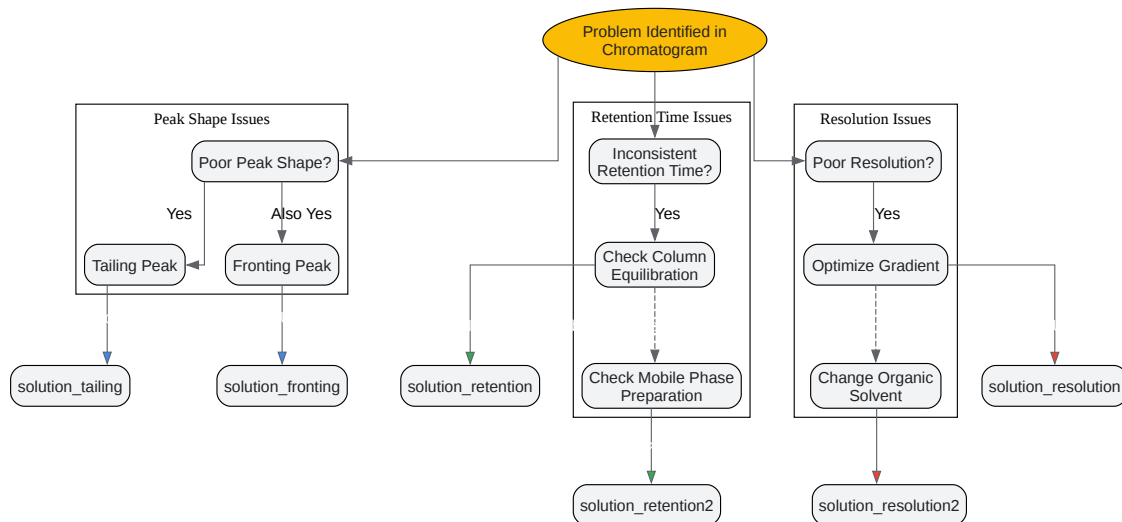 Problem Identified in
Chromatogram
Peak Shape Issues
Retention Time Issues
Resolution Issues
Poor Peak Shape?
Inconsistent
Retention Time?
Poor Resolution?
Yes
Also Yes
Yes
Yes
Tailing Peak
Fronting Peak
Check Column
Equilibration
Optimize Gradient
solution_tailing
solution_fronting
solution_retention
Check Mobile Phase
Preparation
Change Organic
Solvent
solution_resolution
solution_retention2
solution_resolution2